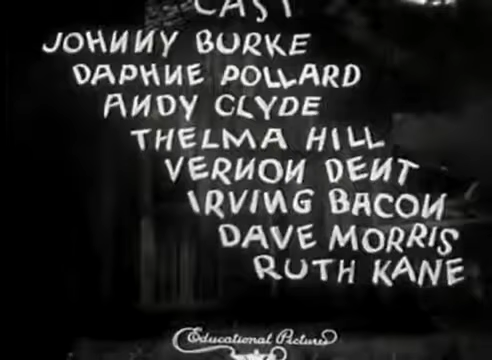 CAST
JOHNNY BURKE
DAPHNE POLLARD
ANDY CLYDE
THELMA HILL
VERNON DENT
IRVING BACON
DAVE MORRIS
RUTH KANE
Educational Pictures